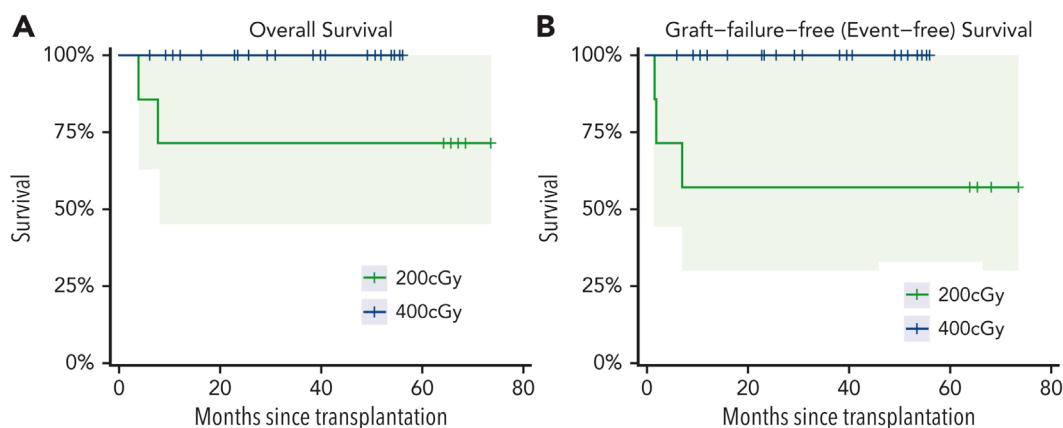 A
Overall Survival
100%
75%
50%
25%
0%
Survival
200cGy
400cGy
0 20 40 60 80
Months since transplantation
B
Graft–failure–free (Event–free) Survival
100%
75%
50%
25%
0%
Survival
200cGy
400cGy
0 20 40 60 80
Months since transplantation